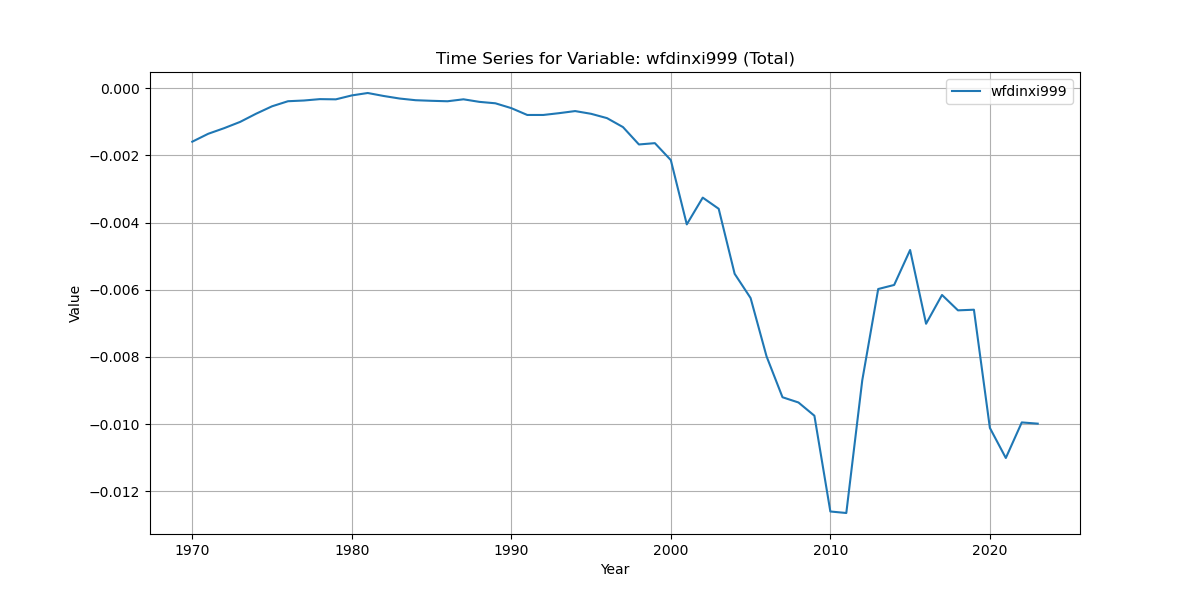 Time Series for Variable: wfdinxi999 (Total)
wfdinxi999
0.000
−0.002
−0.004
−0.006
−0.008
−0.010
−0.012
Value
1970 1980 1990 2000 2010 2020
Year